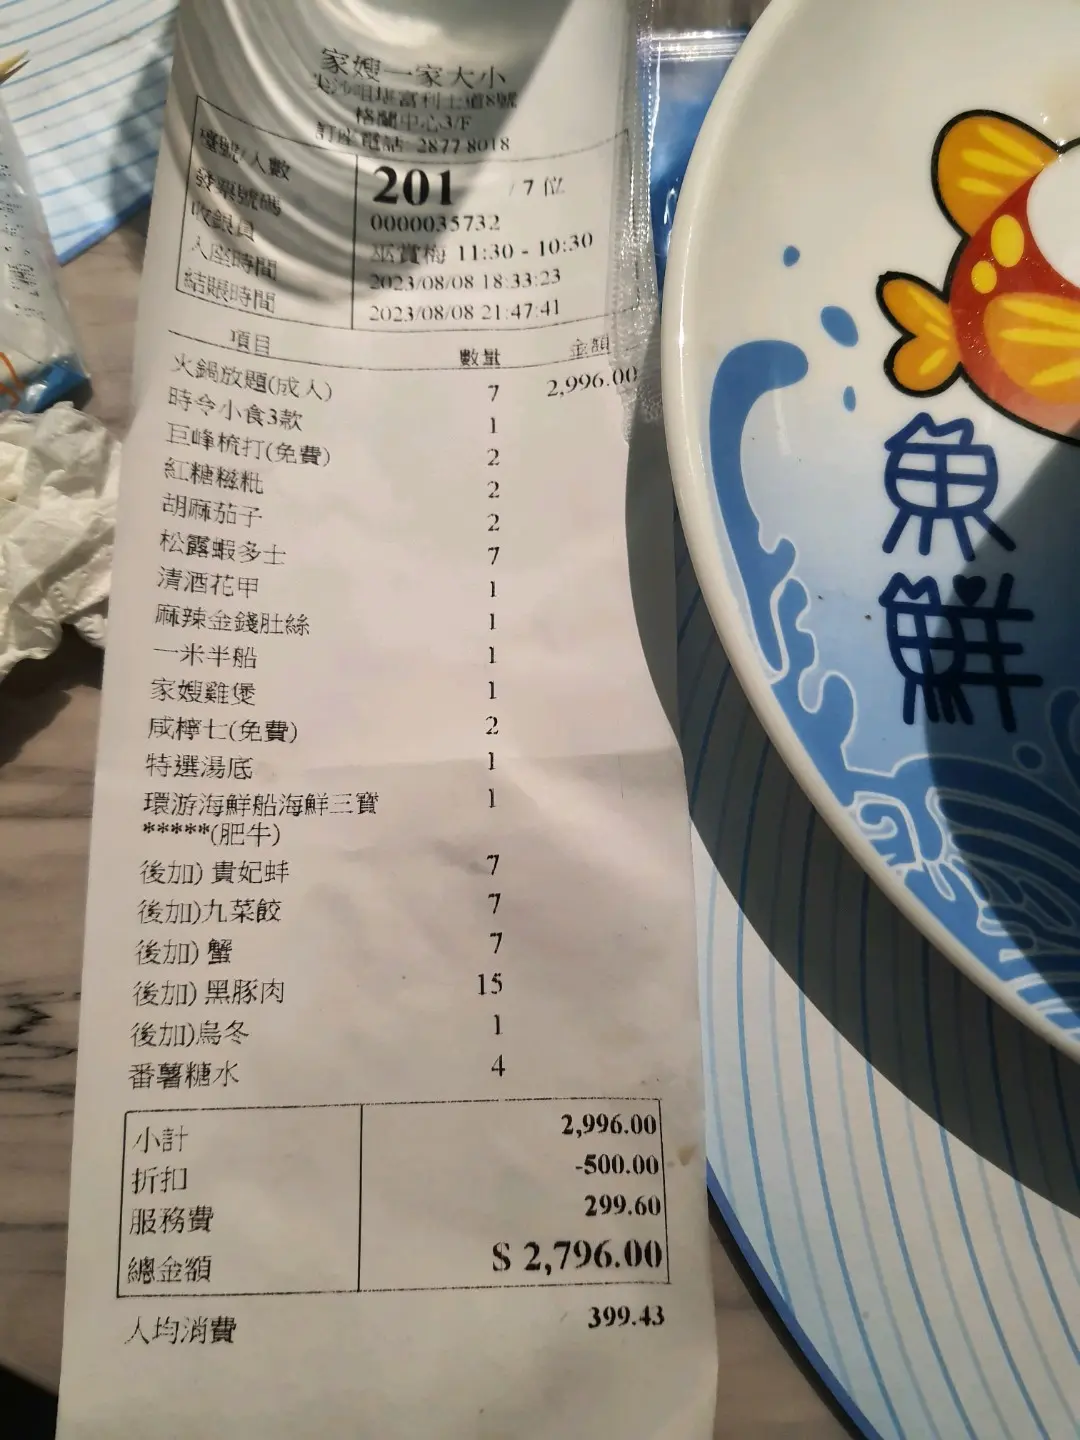 家嫂一家大小
尖沙咀堪富利士道8號
格蘭中心3/F
訂座電話 2877 8018
檯號/人數 201 / 7 位
發票號碼 0000035732
收銀員 巫賞梅 11:30 - 10:30
入座時間 2023/08/08 18:33:23
結賬時間 2023/08/08 21:47:41
項目 數量 金額
火鍋放題(成人) 7 2,996.00
時令小食3款 1
巨峰梳打(免費) 2
紅糖糍粃 2
胡麻茄子 2
松露蝦多士 7
清酒花甲 1
麻辣金錢肚絲 1
一米半船 1
家嫂雞煲 1
咸檸七(免費) 2
特選湯底 1
環游海鮮船海鮮三寶 1
*****(肥牛)
後加) 貴妃蚌 7
後加)九菜餃 7
後加) 蟹 7
後加) 黑豚肉 15
後加)烏冬 1
番薯糖水 4
小計 2,996.00
折扣 -500.00
服務費 299.60
總金額 $ 2,796.00
人均消費 399.43
魚鮮